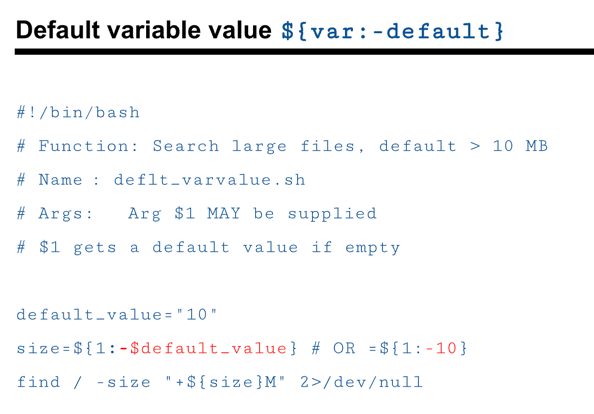 Default variable value ${var:-default}
#!/bin/bash
# Function: Search large files, default > 10 MB
# Name : deflt_varvalue.sh
# Args: Arg $1 MAY be supplied
# $1 gets a default value if empty
default_value="10"
size=${1:-$default_value} # OR =${1:-10}
find / -size "+${size}M" 2>/dev/null